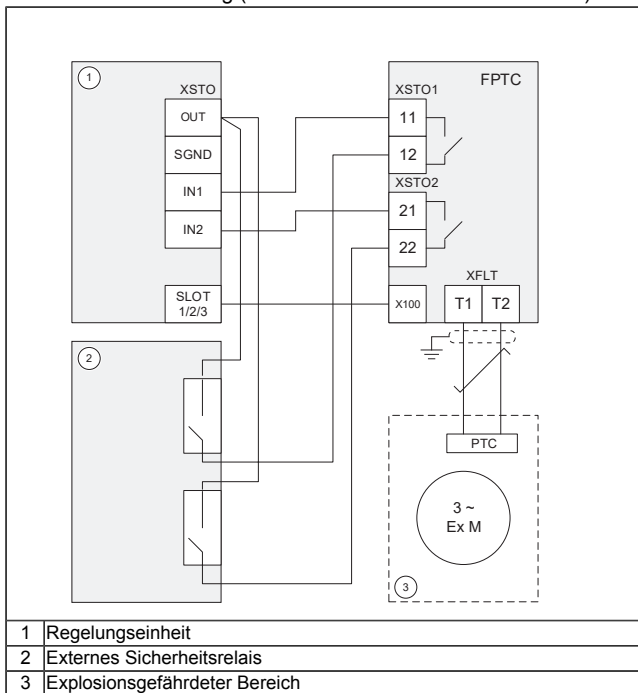 1
XSTO
OUT
SGND
IN1
IN2
SLOT
1/2/3
FPTC
XSTO1
11
12
XSTO2
21
22
X100
XFLT
T1 T2
2
PTC
3 ~
Ex M
3
1 Regelungseinheit
2 Externes Sicherheitsrelais
3 Explosionsgefährdeter Bereich